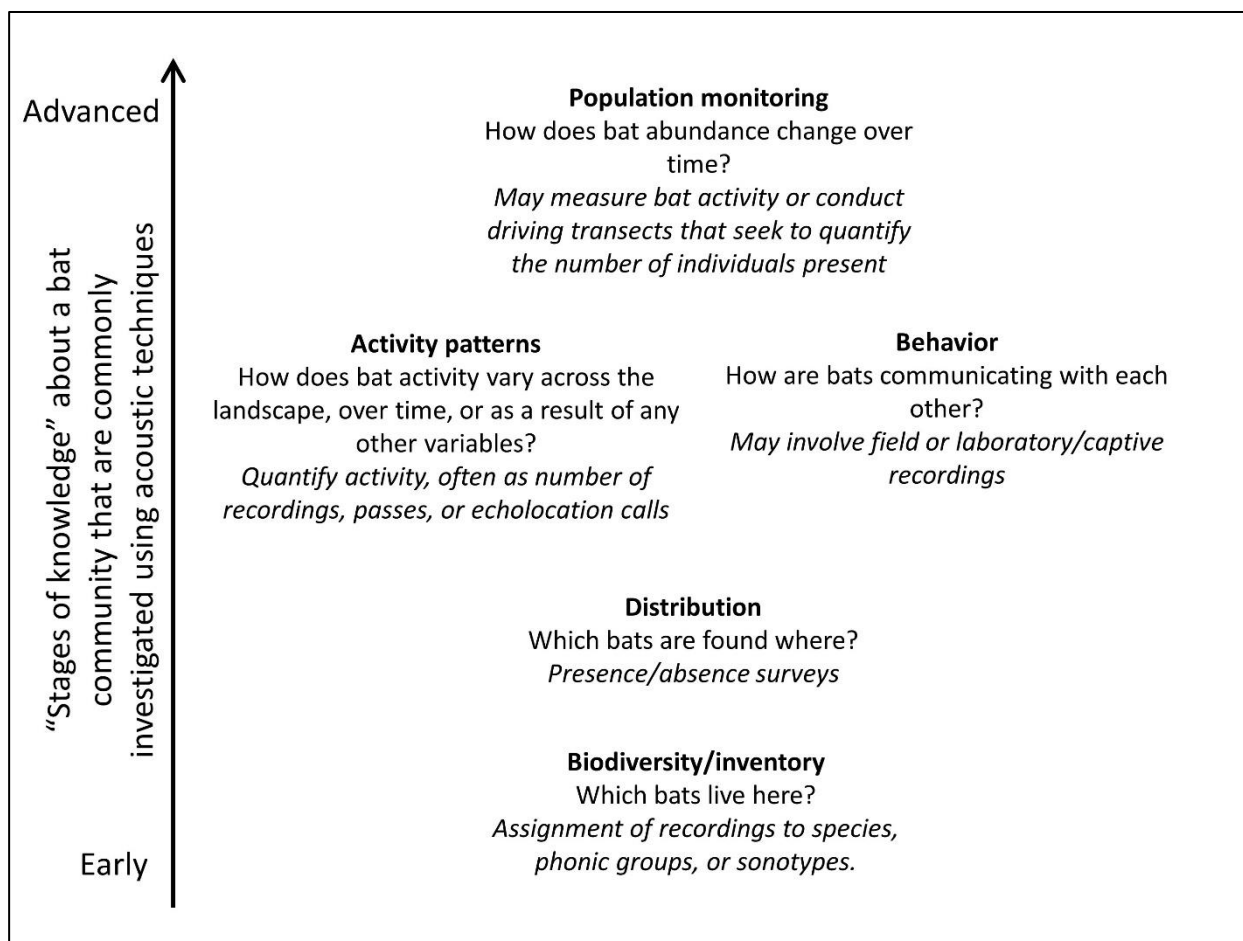 Advanced
"Stages of knowledge" about a bat
community that are commonly
investigated using acoustic techniques
Early
Population monitoring
How does bat abundance change over
time?
May measure bat activity or conduct
driving transects that seek to quantify
the number of individuals present
Activity patterns
How does bat activity vary across the
landscape, over time, or as a result of any
other variables?
Quantify activity, often as number of
recordings, passes, or echolocation calls
Behavior
How are bats communicating with each
other?
May involve field or laboratory/captive
recordings
Distribution
Which bats are found where?
Presence/absence surveys
Biodiversity/inventory
Which bats live here?
Assignment of recordings to species,
phonic groups, or sonotypes.